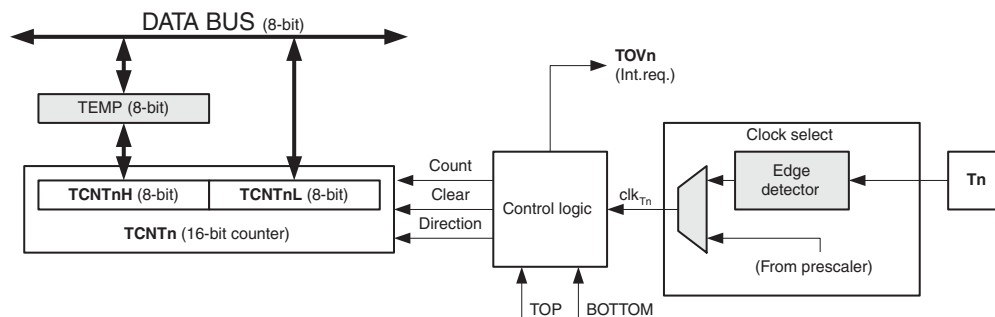 DATA BUS (8-bit)
TEMP (8-bit)
TCNTnH (8-bit)
TCNTnL (8-bit)
TCNTn (16-bit counter)
Count
Clear
Direction
Control logic
TOVn
(Int.req.)
TOP
BOTTOM
clkTn
Clock select
Edge
detector
(From prescaler)
Tn